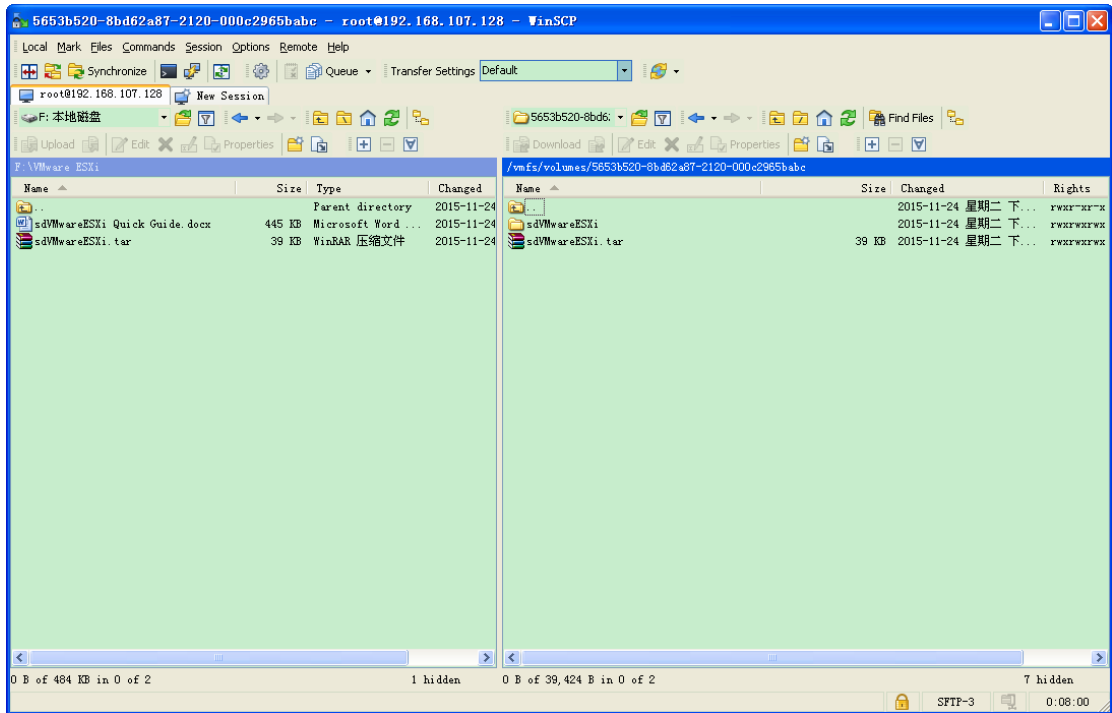 5653b520-8bd62a87-2120-000c2965babc - root@192.168.107.128 - WinSCP
Local Mark Files Commands Session Options Remote Help
Synchronize Queue Transfer Settings Default
root@192.168.107.128 New Session
F: 本地磁盘 5653b520-8bd6: Find Files
Upload Edit Properties Download Edit Properties
F:\VMware ESXi /vmfs/volumes/5653b520-8bd62a87-2120-000c2965babc
Name Size Type Changed Name Size Changed Rights
.. Parent directory 2015-11-24 .. 2015-11-24 星期二 下... rwxr-xr-x
sdVMwareESXi Quick Guide.docx 445 KB Microsoft Word ... 2015-11-24 sdVMwareESXi 2015-11-24 星期二 下... rwxrwxrwx
sdVMwareESXi.tar 39 KB WinRAR 压缩文件 2015-11-24 sdVMwareESXi.tar 39 KB 2015-11-24 星期二 下... rwxrwxrwx
0 B of 484 KB in 0 of 2 1 hidden 0 B of 39,424 B in 0 of 2 7 hidden
SFTP-3 0:08:00